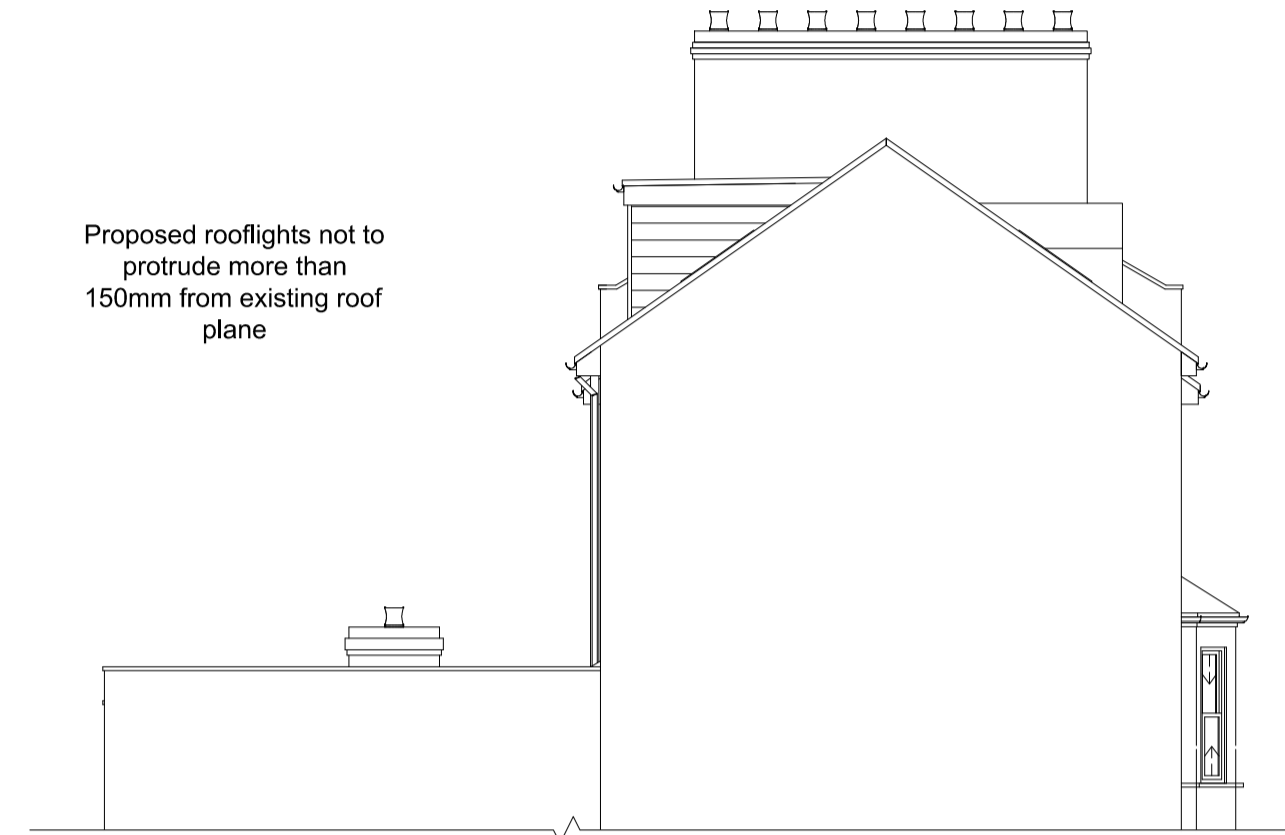 Proposed rooflights not to
protrude more than
150mm from existing roof
plane